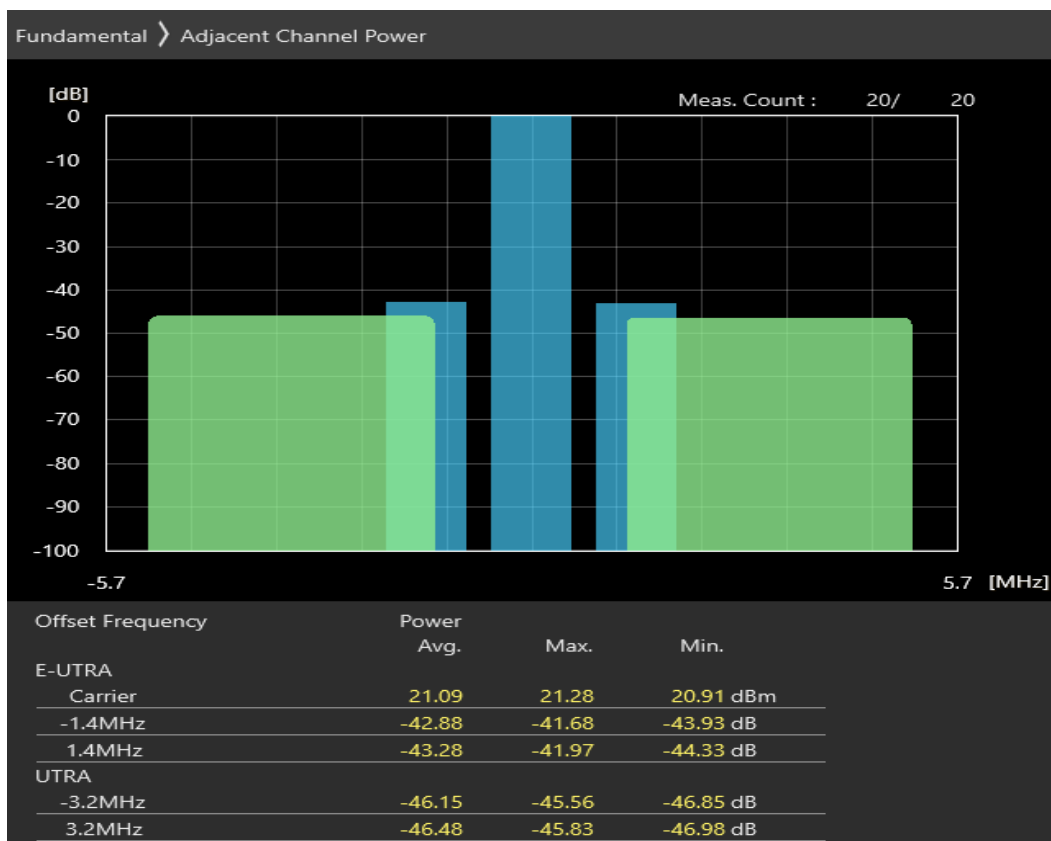 Fundamental 〉 Adjacent Channel Power
[dB]
Meas. Count : 20/ 20
0
-10
-20
-30
-40
-50
-60
-70
-80
-90
-100
-5.7 5.7 [MHz]
Offset Frequency Power
Avg. Max. Min.
E-UTRA
Carrier 21.09 21.28 20.91 dBm
-1.4MHz -42.88 -41.68 -43.93 dB
1.4MHz -43.28 -41.97 -44.33 dB
UTRA
-3.2MHz -46.15 -45.56 -46.85 dB
3.2MHz -46.48 -45.83 -46.98 dB